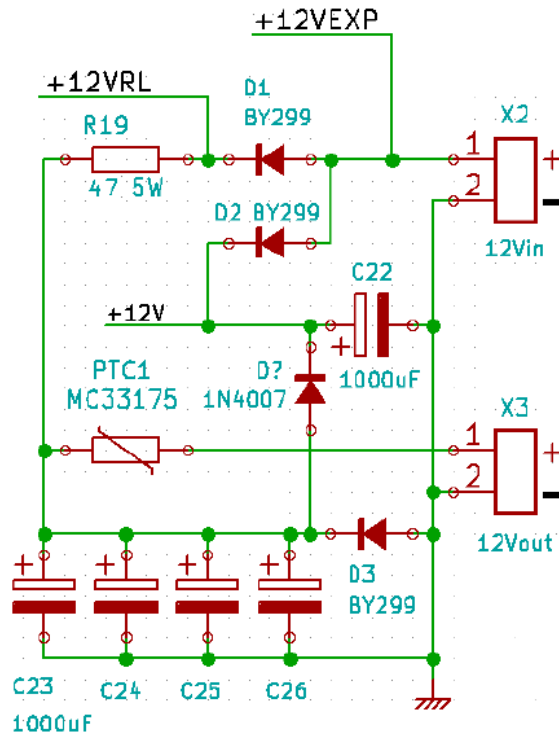 +12VEXP
+12VRL
D1
BY299
X2
R19
1
+
47 5W
2
D2 BY299
12Vin
C22
+12V
+
PTC1
D?
1000uF
MC33175
1N4007
X3
1
+
2
12Vout
+
+
+
+
D3
BY299
C23
C24
C25
C26
1000uF